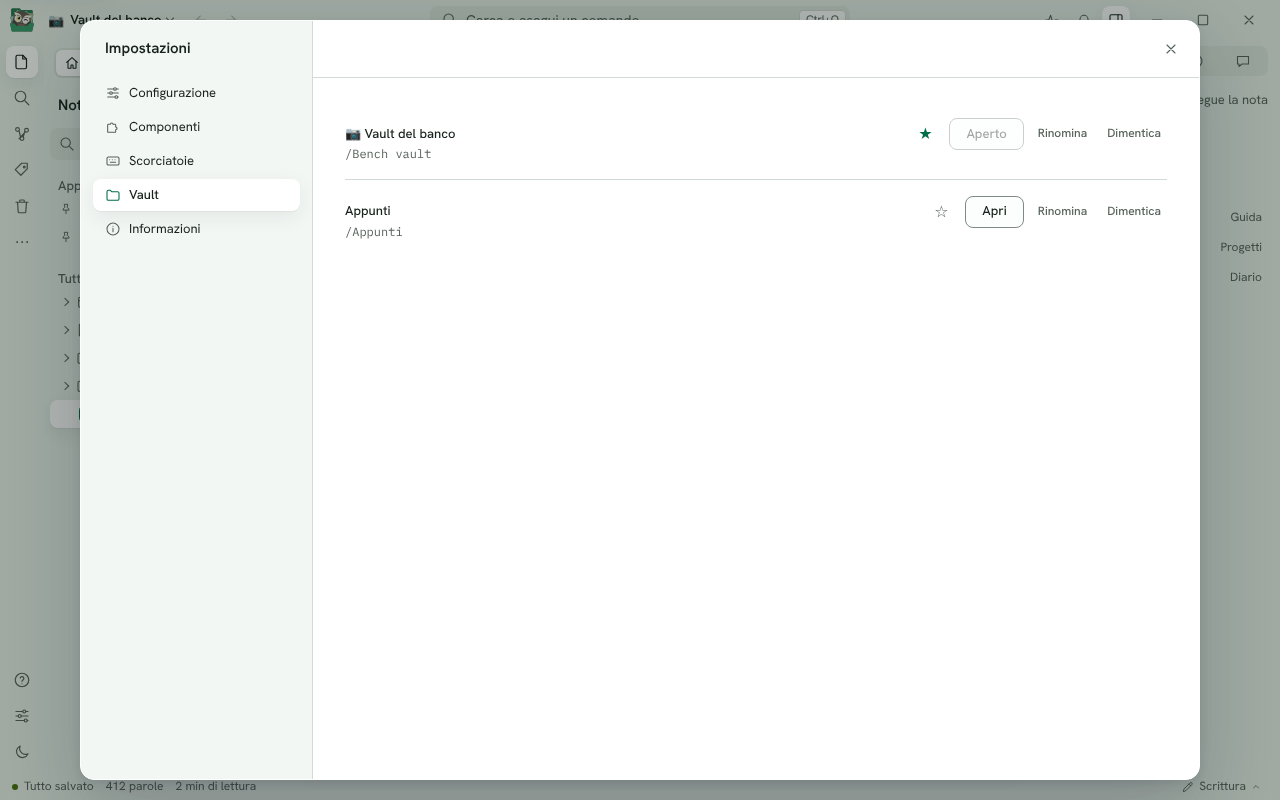 Vault del banco
Impostazioni
Configurazione
Componenti
Scorciatoie
Vault
Informazioni
Vault del banco
/Bench vault
Aperto
Rinomina
Dimentica
Appunti
/Appunti
Apri
Rinomina
Dimentica
Guida
Progetti
Diario
Tutto salvato
412 parole
2 min di lettura
Scrittura